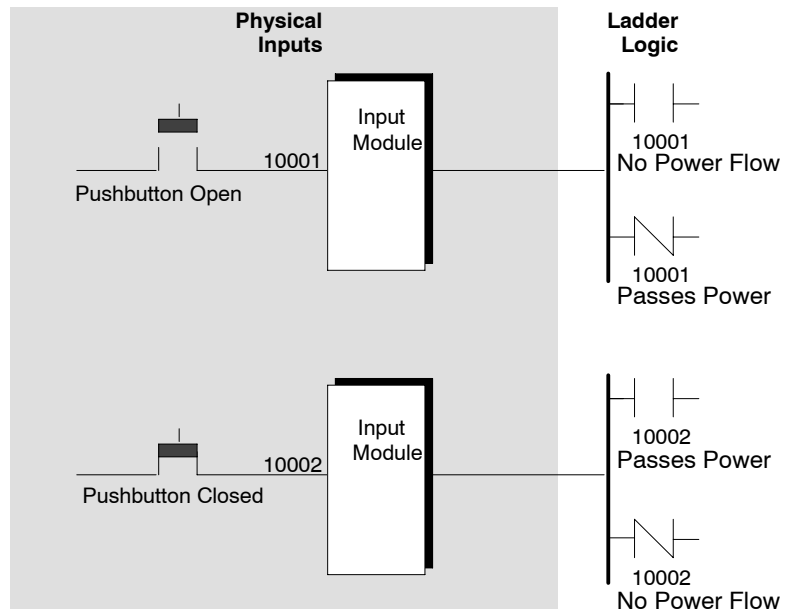 Physical
Inputs
Ladder
Logic
Input
Module
10001
Pushbutton Open
10001
No Power Flow
10001
Passes Power
Input
Module
10002
Pushbutton Closed
10002
Passes Power
10002
No Power Flow